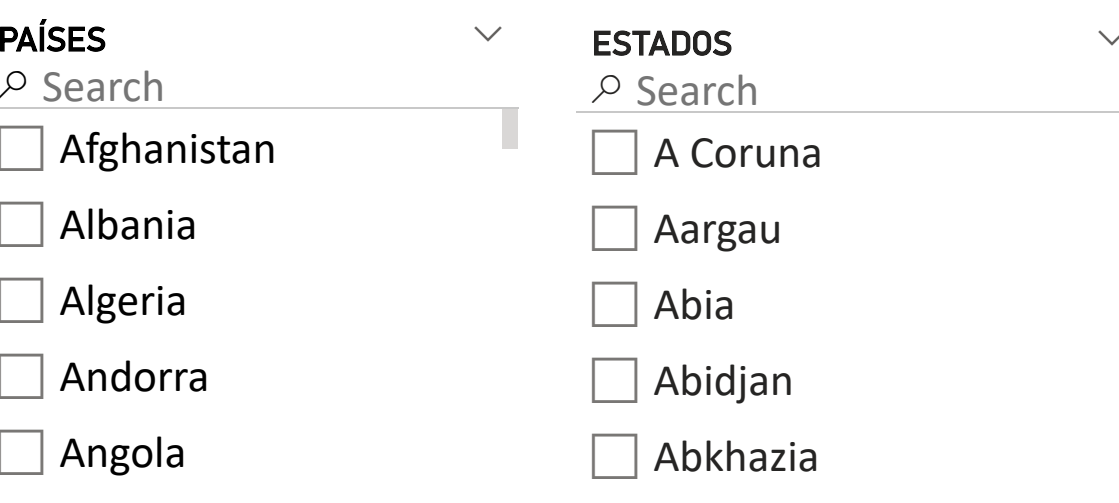 PAÍSES
Search
Afghanistan
Albania
Algeria
Andorra
Angola
ESTADOS
Search
A Coruna
Aargau
Abia
Abidjan
Abkhazia